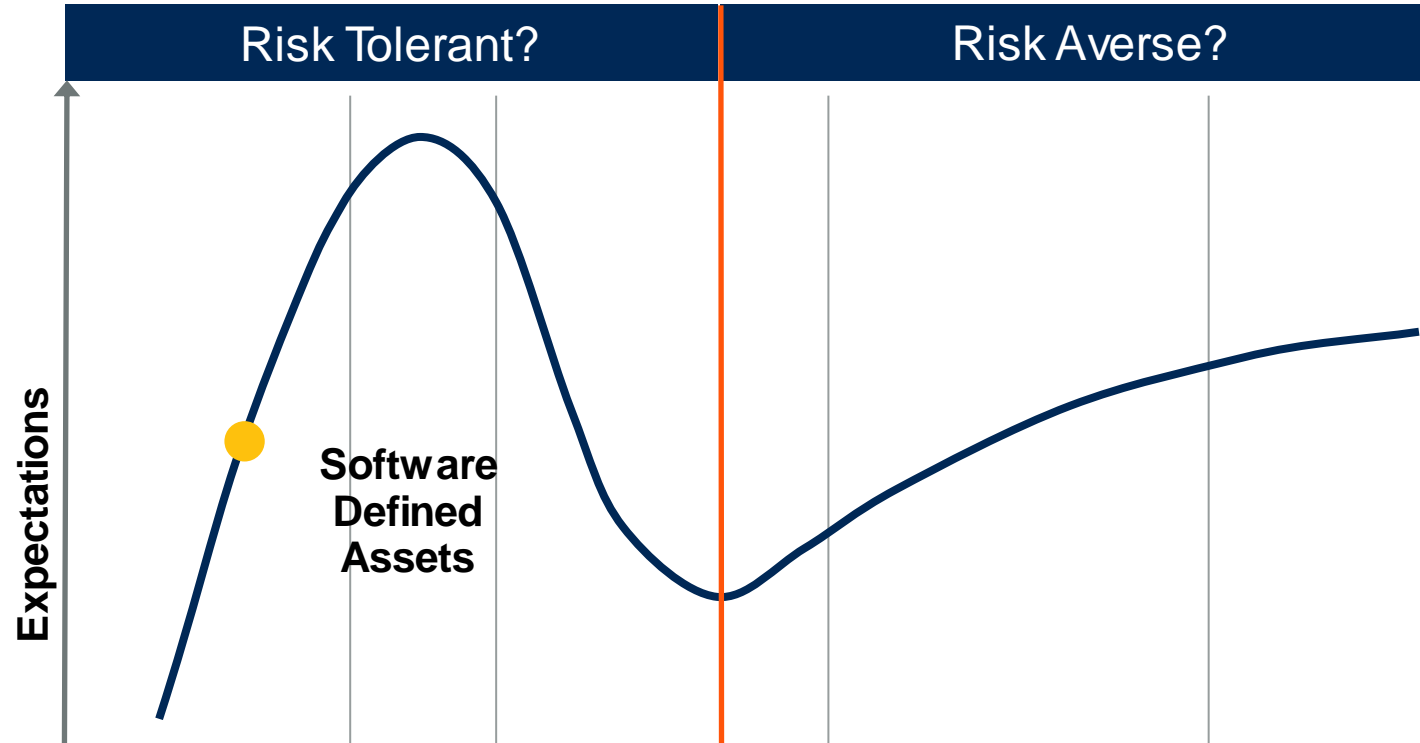 Risk Tolerant?
Risk Averse?
Expectations
Software
Defined
Assets